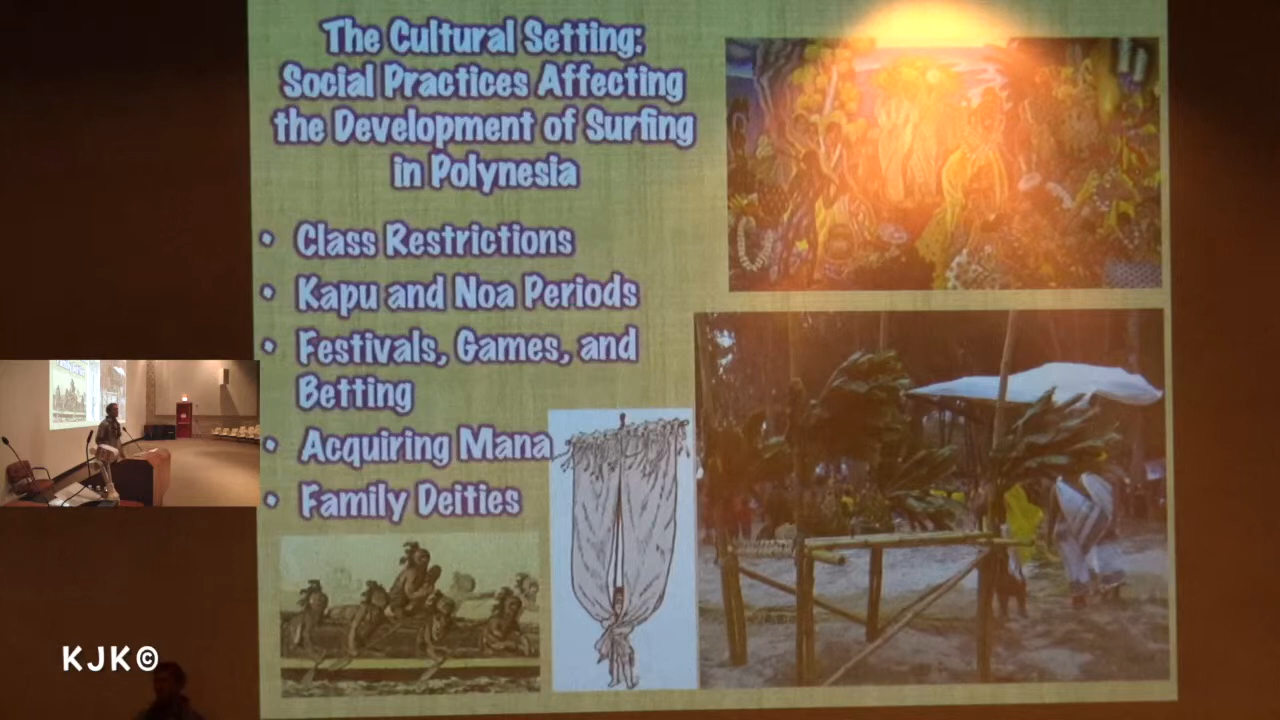 The Cultural Setting:
Social Practices Affecting
the Development of Surfing
in Polynesia
• Class Restrictions
• Kapu and Noa Periods
• Festivals, Games, and
Betting
• Acquiring Mana
• Family Deities
KJK©